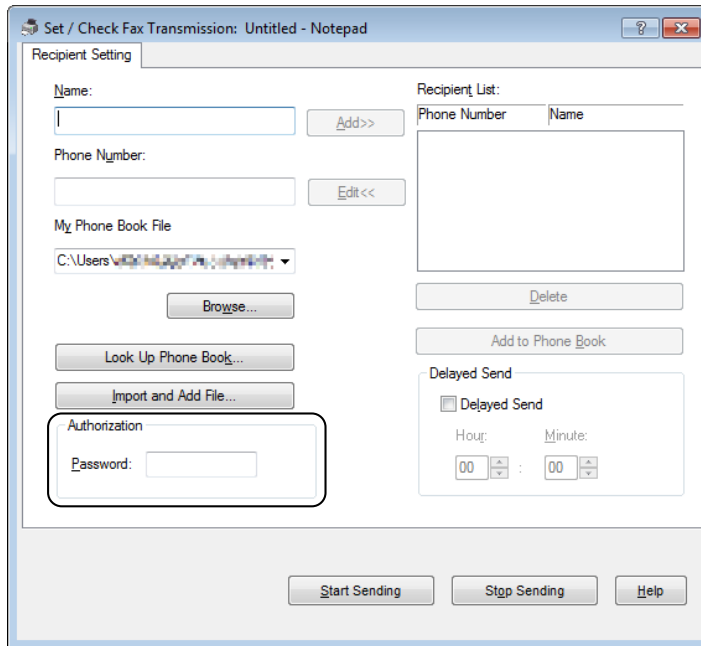 Set / Check Fax Transmission: Untitled - Notepad
Recipient Setting
Name:
Add>>
Phone Number:
Edit<<
My Phone Book File
C:\Users\
Browse...
Look Up Phone Book...
Import and Add File...
Authorization
Password:
Recipient List:
Phone Number Name
Delete
Add to Phone Book
Delayed Send
Delayed Send
Hour: Minute:
00 : 00
Start Sending Stop Sending Help